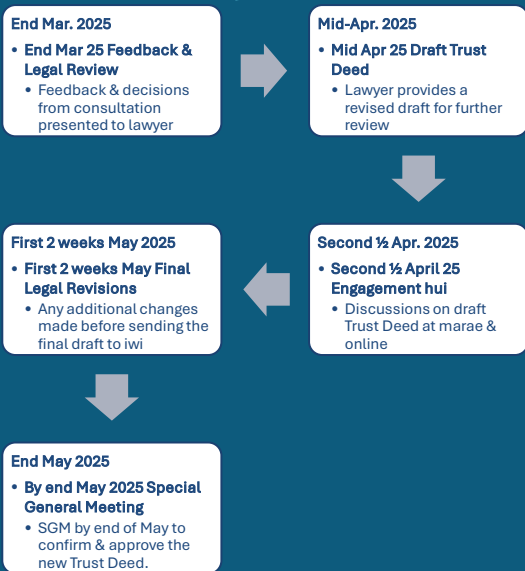 End Mar. 2025
• End Mar 25 Feedback &
Legal Review
• Feedback & decisions
from consultation
presented to lawyer
Mid-Apr. 2025
• Mid Apr 25 Draft Trust
Deed
• Lawyer provides a
revised draft for further
review
Second ½ Apr. 2025
• Second ½ April 25
Engagement hui
• Discussions on draft
Trust Deed at marae &
online
First 2 weeks May 2025
• First 2 weeks May Final
Legal Revisions
• Any additional changes
made before sending the
final draft to iwi
End May 2025
• By end May 2025 Special
General Meeting
• SGM by end of May to
confirm & approve the
new Trust Deed.